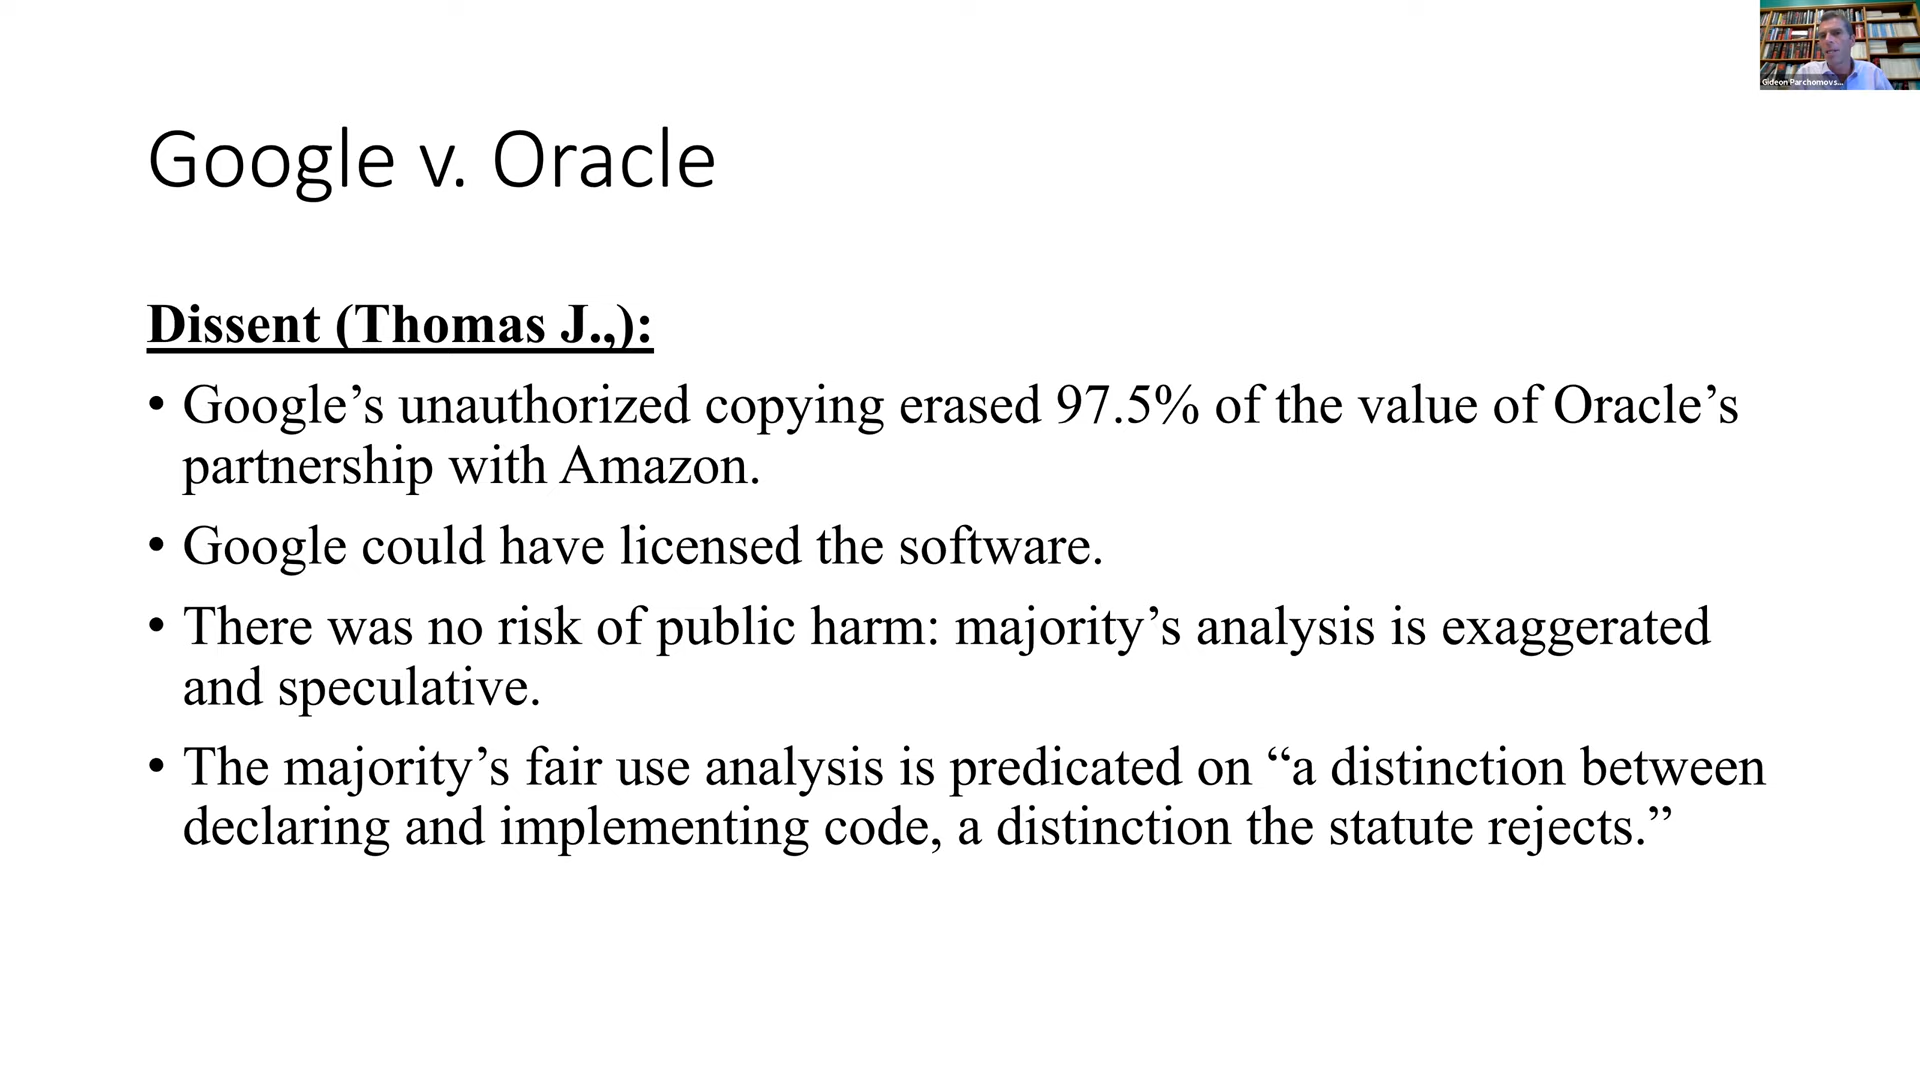 Gideon Parchomovs...
Google v. Oracle
Dissent (Thomas J.,):
• Google’s unauthorized copying erased 97.5% of the value of Oracle’s
partnership with Amazon.
• Google could have licensed the software.
• There was no risk of public harm: majority’s analysis is exaggerated
and speculative.
• The majority’s fair use analysis is predicated on “a distinction between
declaring and implementing code, a distinction the statute rejects.”